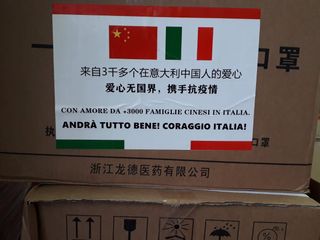 口罩
来自3千多个在意大利中国人的爱心
爱心无国界，携手抗疫情
CON AMORE DA +3000 FAMIGLIE CINESI IN ITALIA.
ANDRÀ TUTTO BENE! CORAGGIO ITALIA!
浙江龙德医药有限公司